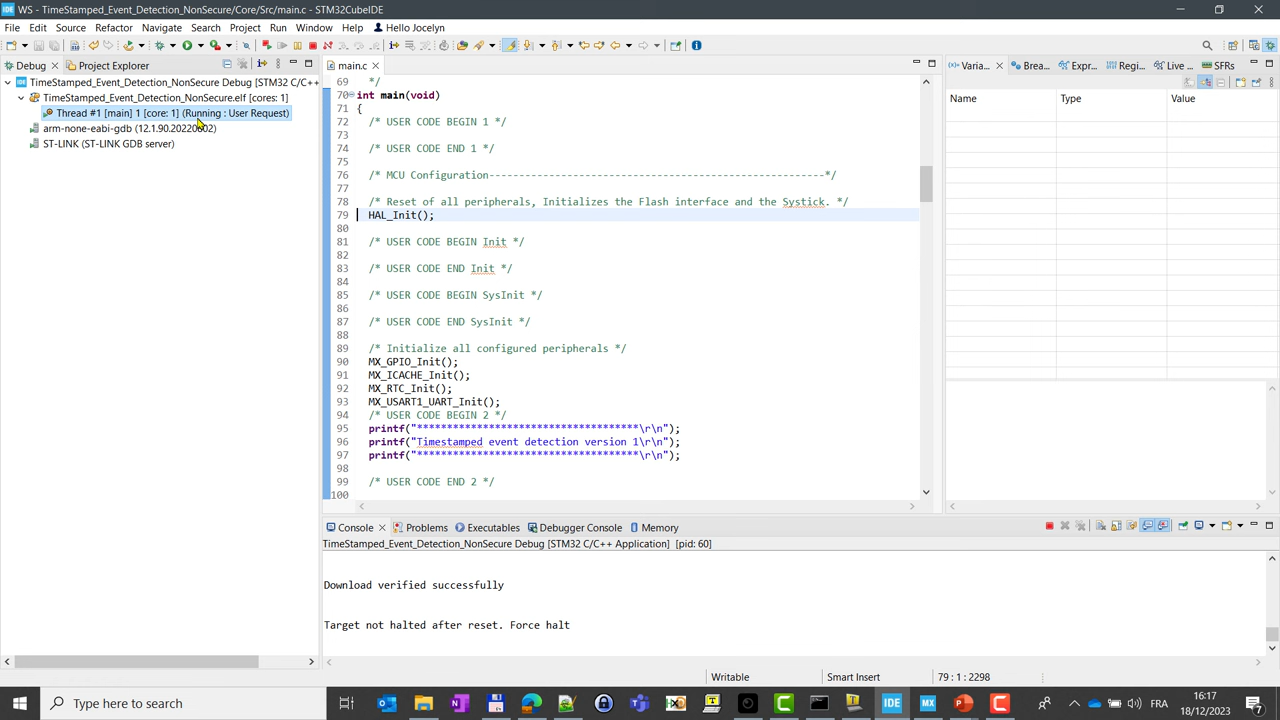 WS - TimeStamped_Event_Detection_NonSecure/Core/Src/main.c - STM32CubeIDE
File Edit Source Refactor Navigate Search Project Run Window Hello Jocelyn
Debug Project Explorer
TimeStamped_Event_Detection_NonSecure Debug [STM32 C/C++
TimeStamped_Event_Detection_NonSecure.elf [cores: 1]
Thread #1 [main] 1 [core: 1] (Running : User Request)
arm-none-eabi-gdb (12.1.90.20220802)
ST-LINK (ST-LINK GDB server)
main.c
69 */
70 int main(void)
71 {
72 /* USER CODE BEGIN 1 */
73
74 /* USER CODE END 1 */
75
76 /* MCU Configuration--------------------------------------------------------*/
77
78 /* Reset of all peripherals, Initializes the Flash interface and the Systick. */
79 HAL_Init();
80
81 /* USER CODE BEGIN Init */
82
83 /* USER CODE END Init */
84
85 /* USER CODE BEGIN SysInit */
86
87 /* USER CODE END SysInit */
88
89 /* Initialize all configured peripherals */
90 MX_GPIO_Init();
91 MX_ICACHE_Init();
92 MX_RTC_Init();
93 MX_USART1_UART_Init();
94 /* USER CODE BEGIN 2 */
95 printf("*************************************\r\n");
96 printf("Timestamped event detection version 1\r\n");
97 printf("*************************************\r\n");
98
99 /* USER CODE END 2 */
100
Varia... Brea... Expr... Regi... Live ... SFRs
Name Type Value
Console Problems Executables Debugger Console Memory
TimeStamped_Event_Detection_NonSecure Debug [STM32 C/C++ Application] [pid: 60]
Download verified successfully
Target not halted after reset. Force halt
Writable Smart Insert 79 : 1 : 2298
Type here to search
IDE MX
FRA
16:17
18/12/2023